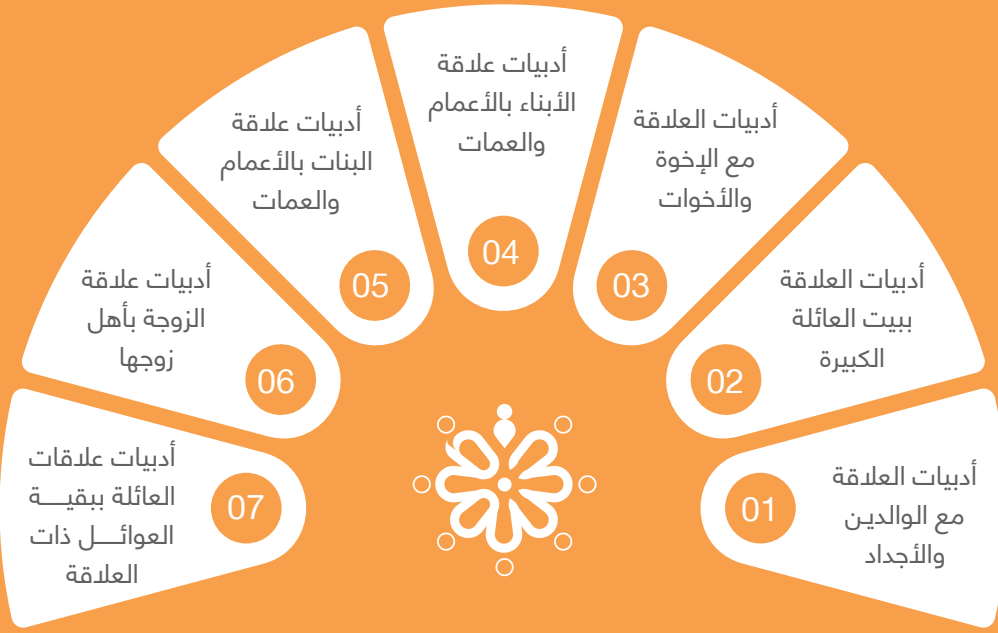 01
أدبيات العلاقة
مع الوالدين
والأجداد
02
أدبيات العلاقة
ببيت العائلة
الكبيرة
03
أدبيات العلاقة
مع الإخوة
والأخوات
04
أدبيات علاقة
الأبناء بالأعمام
والعمات
05
أدبيات علاقة
البنات بالأعمام
والعمات
06
أدبيات علاقة
الزوجة بأهل
زوجها
07
أدبيات علاقات
العائلة ببقيـــة
العوائـــل ذات
العلاقة